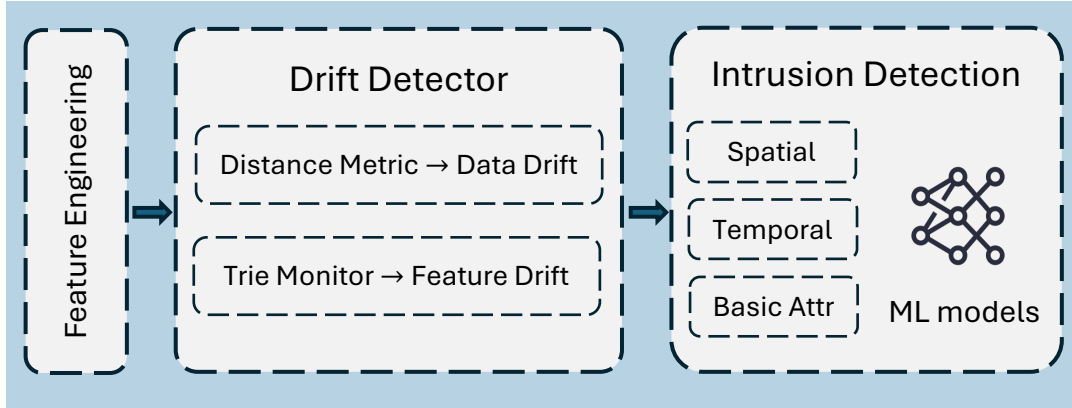 Feature Engineering
Drift Detector
Distance Metric → Data Drift
Trie Monitor → Feature Drift
Intrusion Detection
Spatial
Temporal
Basic Attr
ML models